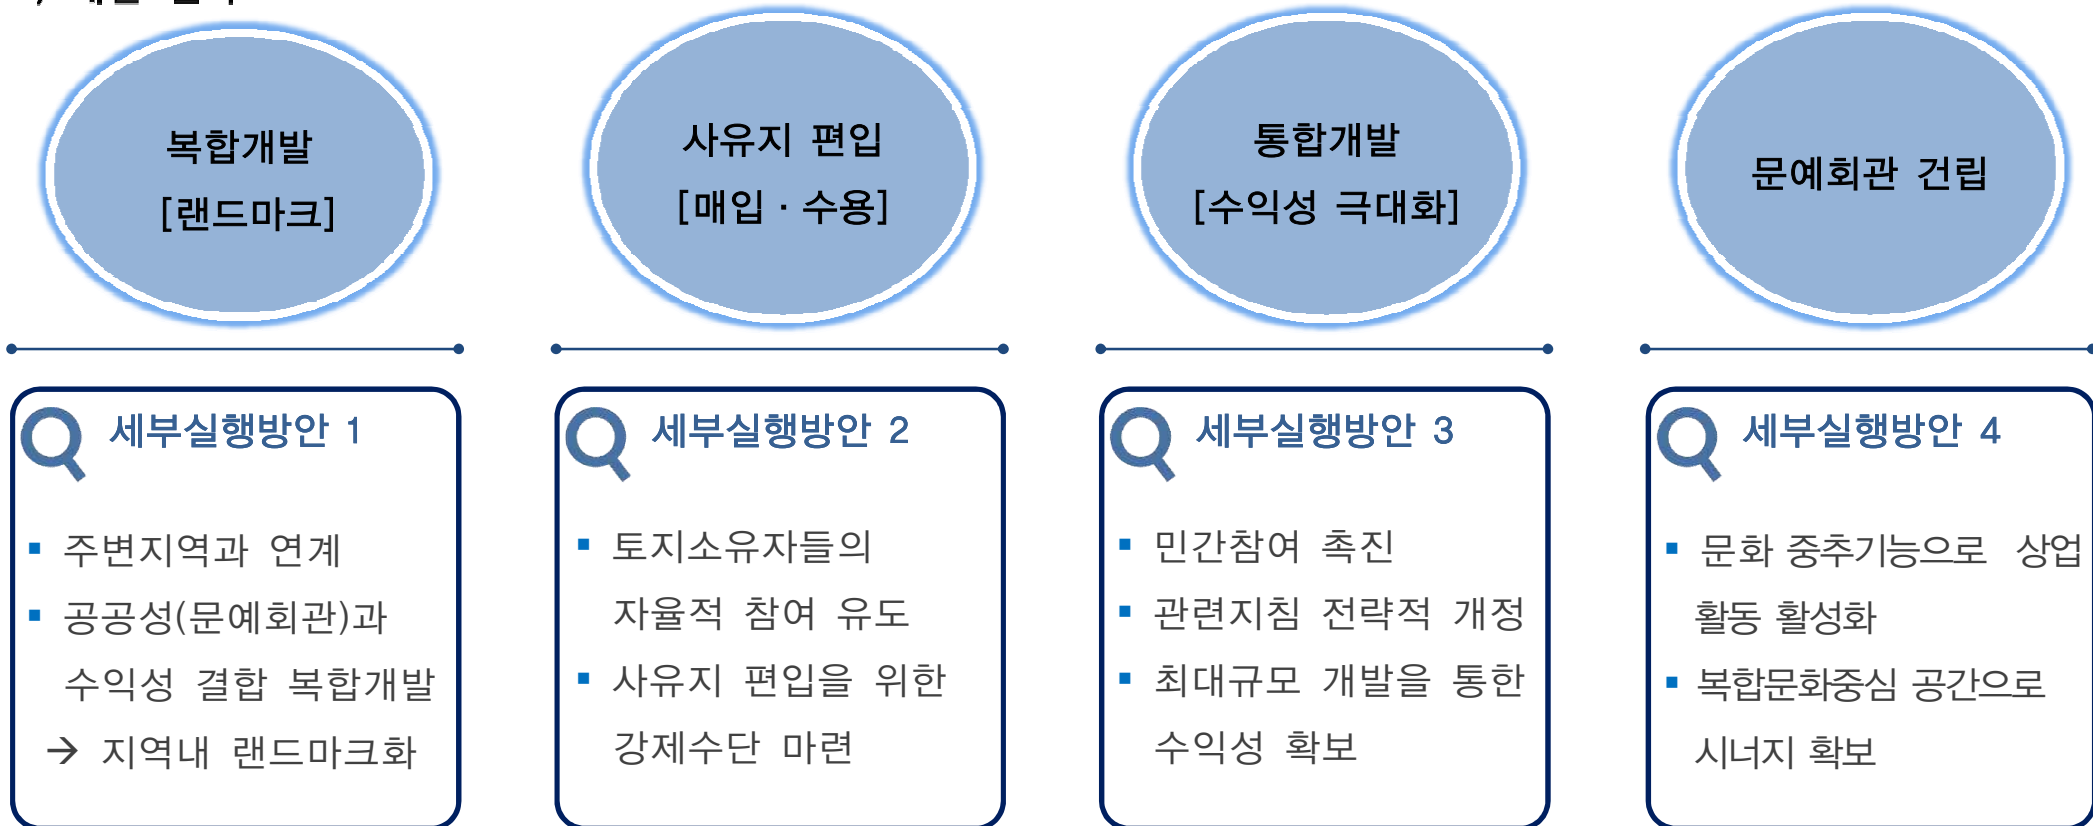 복합개발
[랜드마크]
사유지 편입
[매입 · 수용]
통합개발
[수익성 극대화]
문예회관 건립
세부실행방안 1
▪ 주변지역과 연계
▪ 공공성(문예회관)과
수익성 결합 복합개발
→ 지역내 랜드마크화
세부실행방안 2
▪ 토지소유자들의
자율적 참여 유도
▪ 사유지 편입을 위한
강제수단 마련
세부실행방안 3
▪ 민간참여 촉진
▪ 관련지침 전략적 개정
▪ 최대규모 개발을 통한
수익성 확보
세부실행방안 4
▪ 문화 중추기능으로 상업
활동 활성화
▪ 복합문화중심 공간으로
시너지 확보